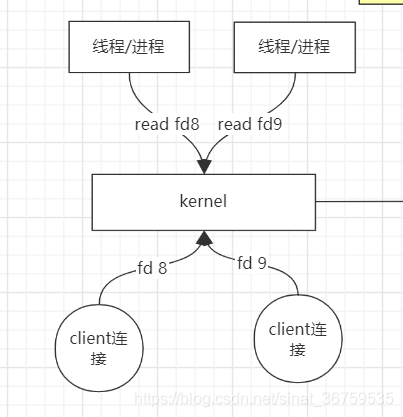 线程/进程 线程/进程
read fd8 read fd9
kernel
fd 8 fd 9
client连 client连
接 接
https://blog.csdn.net/sinat_36759535